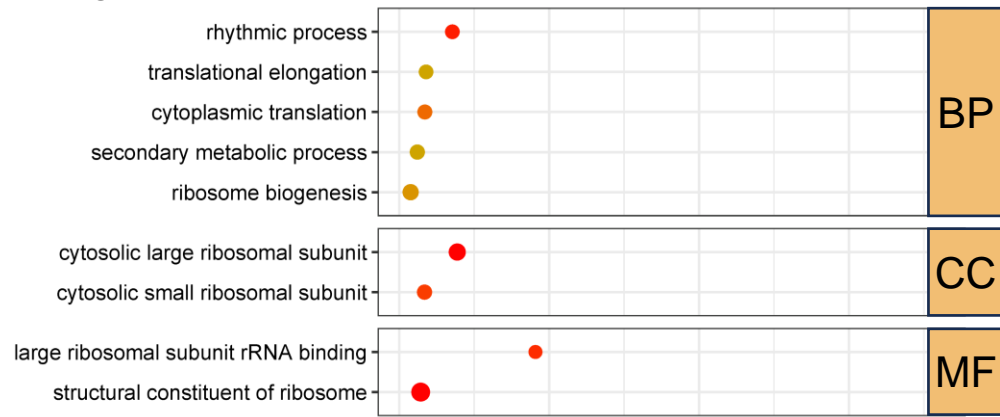 rhythmic process
translational elongation
cytoplasmic translation
secondary metabolic process
ribosome biogenesis
BP
cytosolic large ribosomal subunit
cytosolic small ribosomal subunit
CC
large ribosomal subunit rRNA binding
structural constituent of ribosome
MF